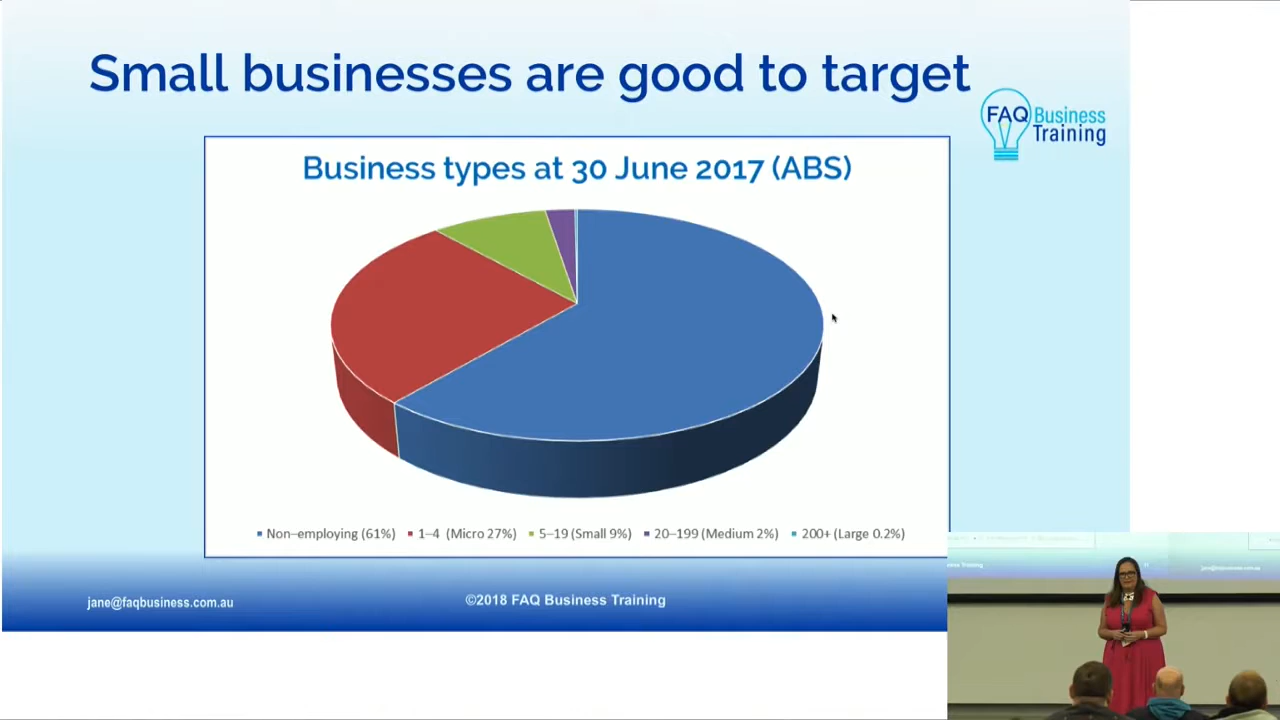 Small businesses are good to target
FAQ Business
Training
Business types at 30 June 2017 (ABS)
Non–employing (61%) 1–4 (Micro 27%) 5–19 (Small 9%) 20–199 (Medium 2%) 200+ (Large 0.2%)
jane@faqbusiness.com.au
©2018 FAQ Business Training